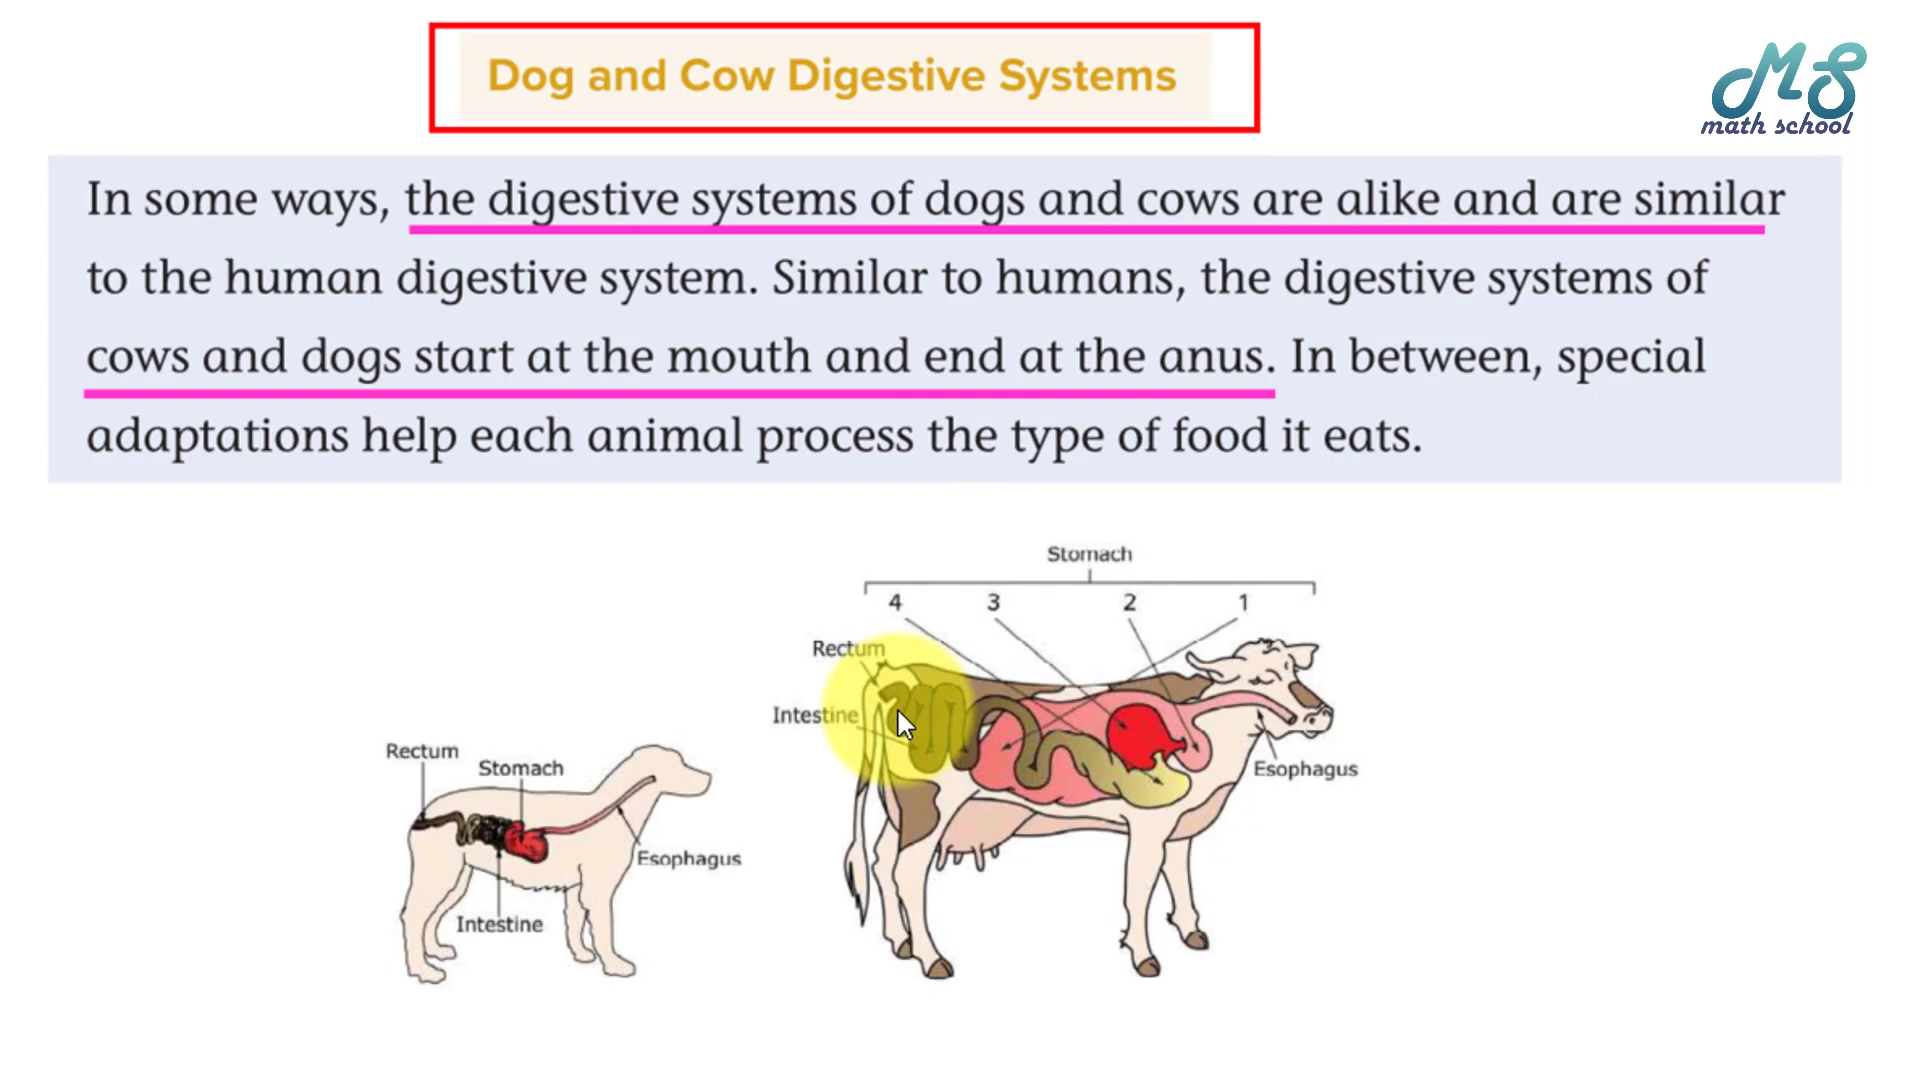 Dog and Cow Digestive Systems
MS
math school
In some ways, the digestive systems of dogs and cows are alike and are similar
to the human digestive system. Similar to humans, the digestive systems of
cows and dogs start at the mouth and end at the anus. In between, special
adaptations help each animal process the type of food it eats.
Stomach
4 3 2 1
Rectum
Intestine
Esophagus
Rectum
Stomach
Esophagus
Intestine